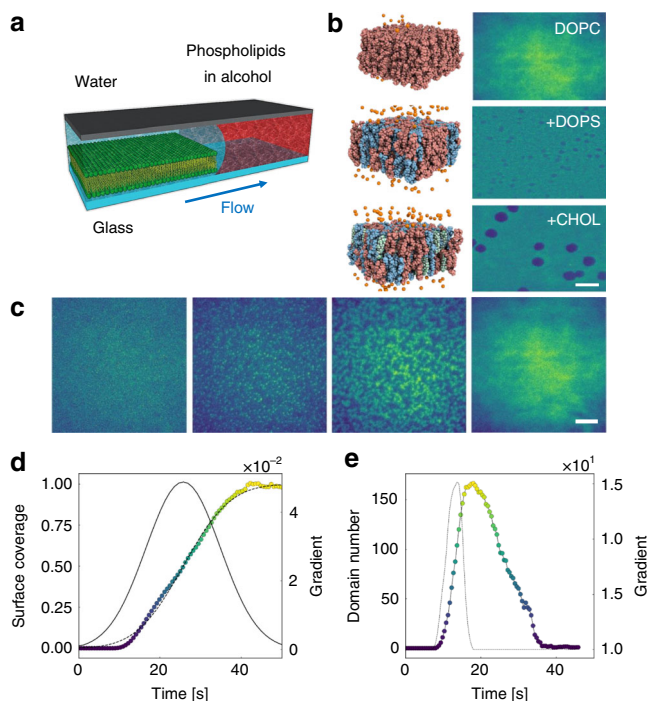 a
Water
Phospholipids
in alcohol
Flow
Glass
b
DOPC
+DOPS
+CHOL
c
d
×10⁻²
1.00
0.75
0.50
0.25
0.00
Surface coverage
4
2
0
Gradient
0
20
40
Time [s]
e
×10¹
150
100
50
0
Domain number
1.5
1.0
1.5
1.0
Gradient
0
20
40
Time [s]